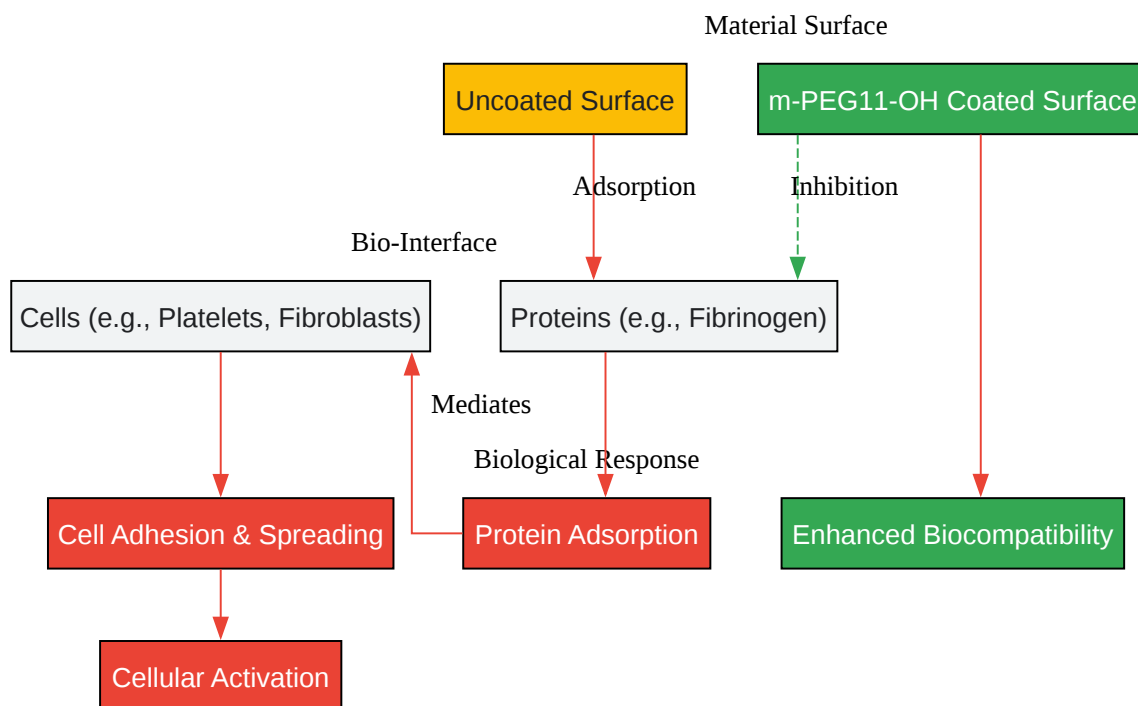 Material Surface
Uncoated Surface
m-PEG11-OH Coated Surface
Adsorption
Inhibition
Bio-Interface
Cells (e.g., Platelets, Fibroblasts)
Proteins (e.g., Fibrinogen)
Mediates
Biological Response
Cell Adhesion & Spreading
Protein Adsorption
Enhanced Biocompatibility
Cellular Activation